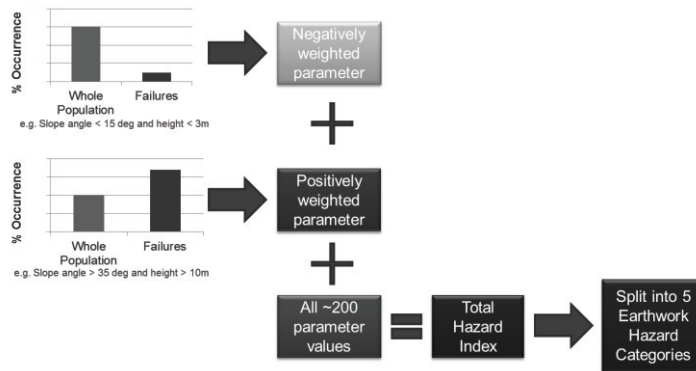 % Occurrence
Whole
Population
Failures
e.g. Slope angle < 15 deg and height < 3m
Negatively
weighted
parameter
+
% Occurrence
Whole
Population
Failures
e.g. Slope angle > 35 deg and height > 10m
Positively
weighted
parameter
+
All ~200
parameter
values
=
Total
Hazard
Index
Split into 5
Earthwork
Hazard
Categories